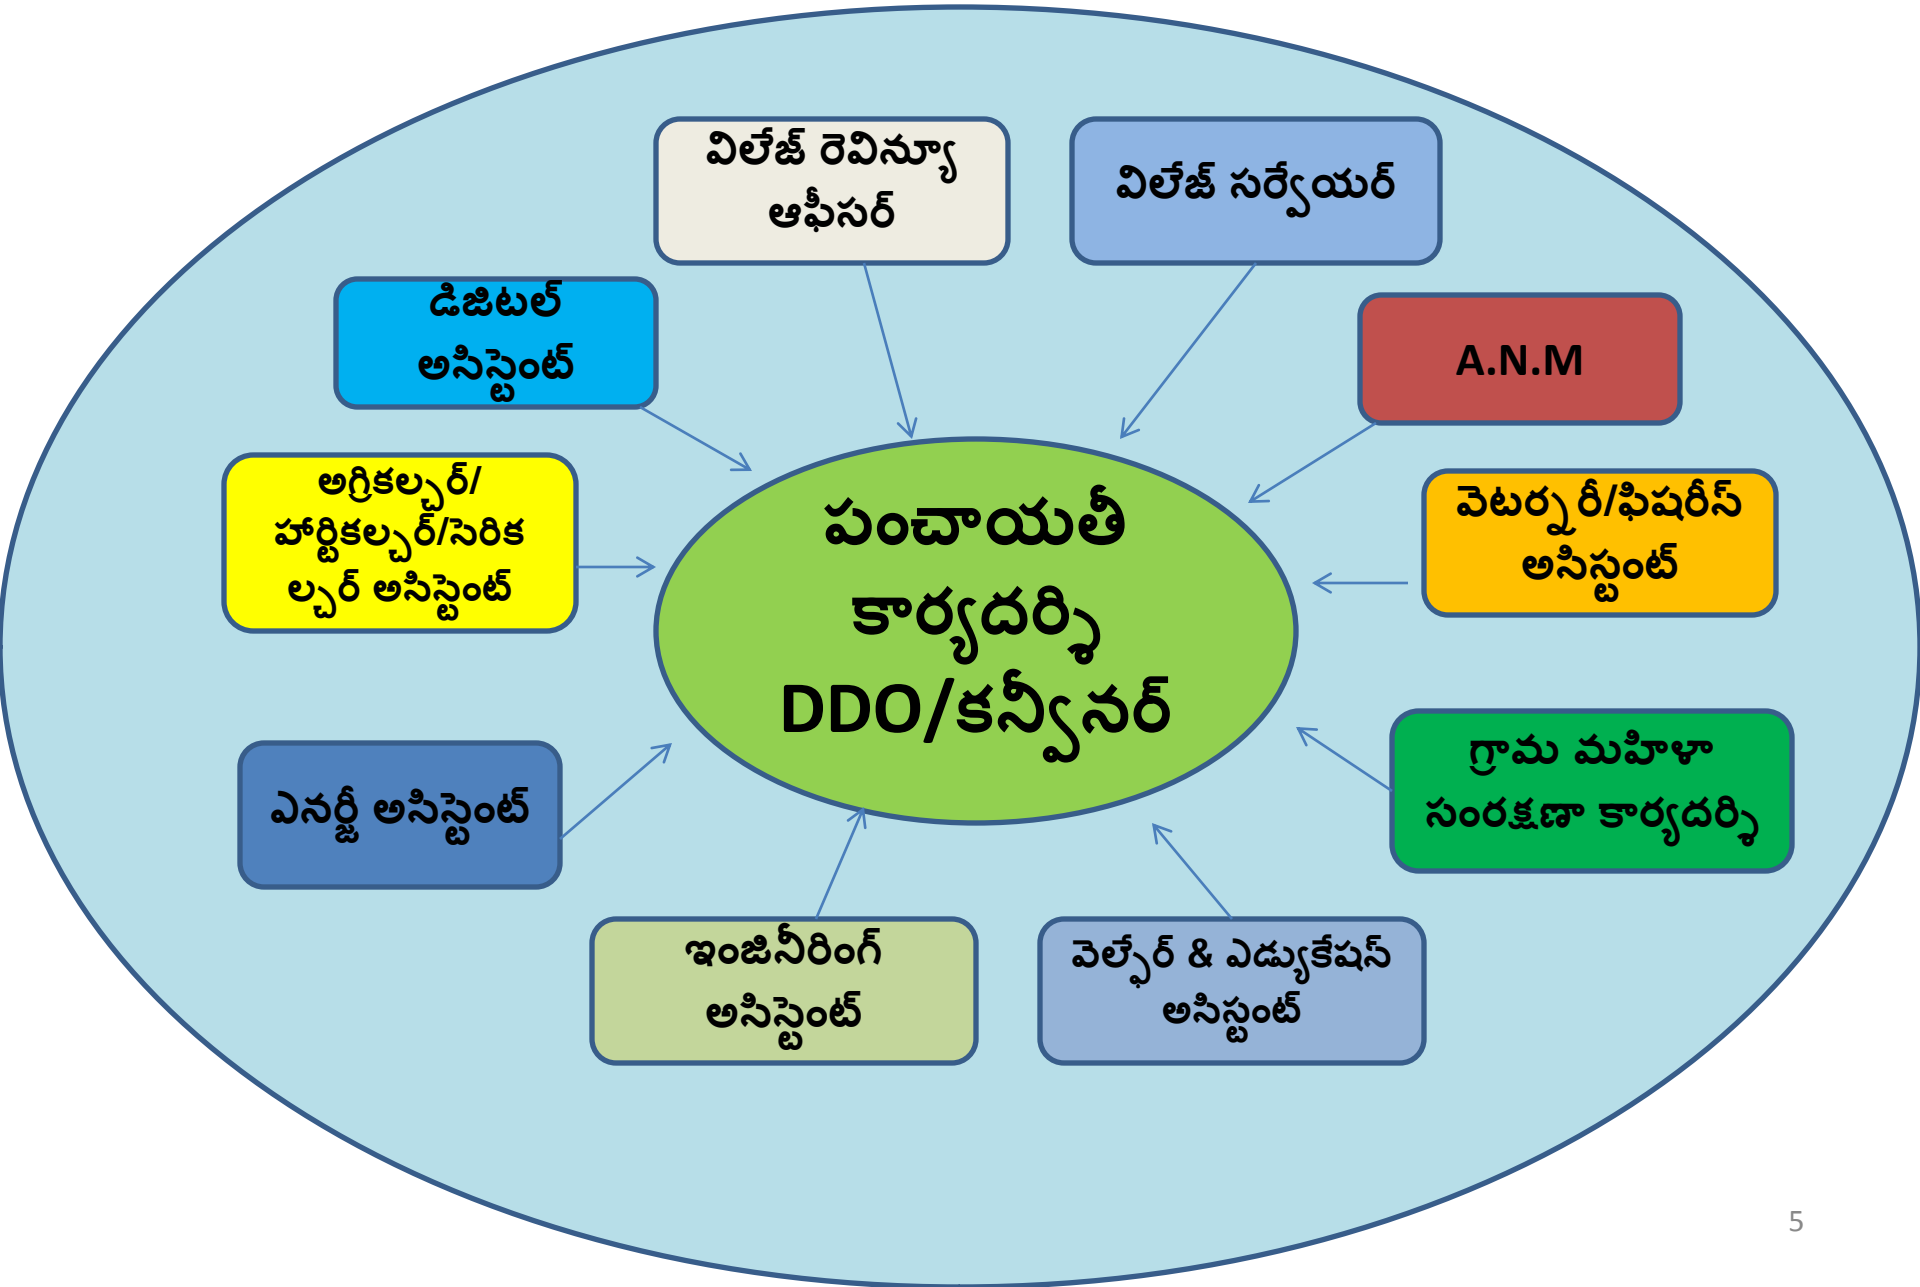 విలేజ్ రెవిన్యూ
ఆఫీసర్
విలేజ్ సర్వేయర్
డిజిటల్
అసిస్టెంట్
A.N.M
అగ్రికల్చర్/
హార్టికల్చర్/సెరిక
ల్చర్ అసిస్టెంట్
వెటర్నరీ/ఫిషరీస్
అసిస్టంట్
పంచాయతీ
కార్యదర్శి
DDO/కన్వీనర్
ఎనర్జీ అసిస్టెంట్
గ్రామ మహిళా
సంరక్షణా కార్యదర్శి
ఇంజినీరింగ్
అసిస్టెంట్
వెల్ఫేర్ & ఎడ్యుకేషస్
అసిస్టంట్
5